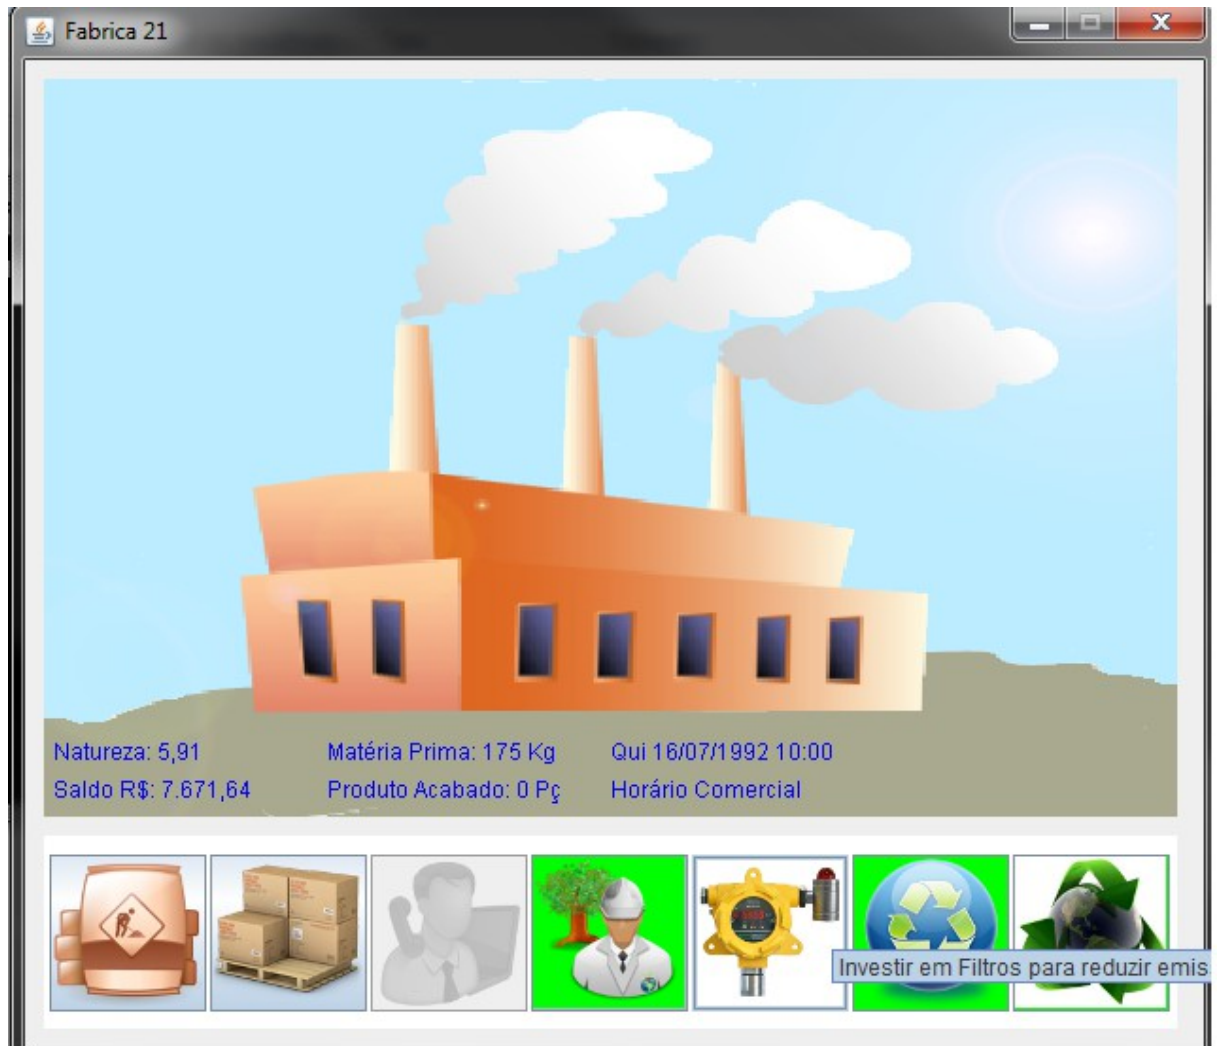 Fabrica 21
Natureza: 5,91 Matéria Prima: 175 Kg Qui 16/07/1992 10:00
Saldo R$: 7.671,64 Produto Acabado: 0 Pç Horário Comercial
Investir em Filtros para reduzir emis